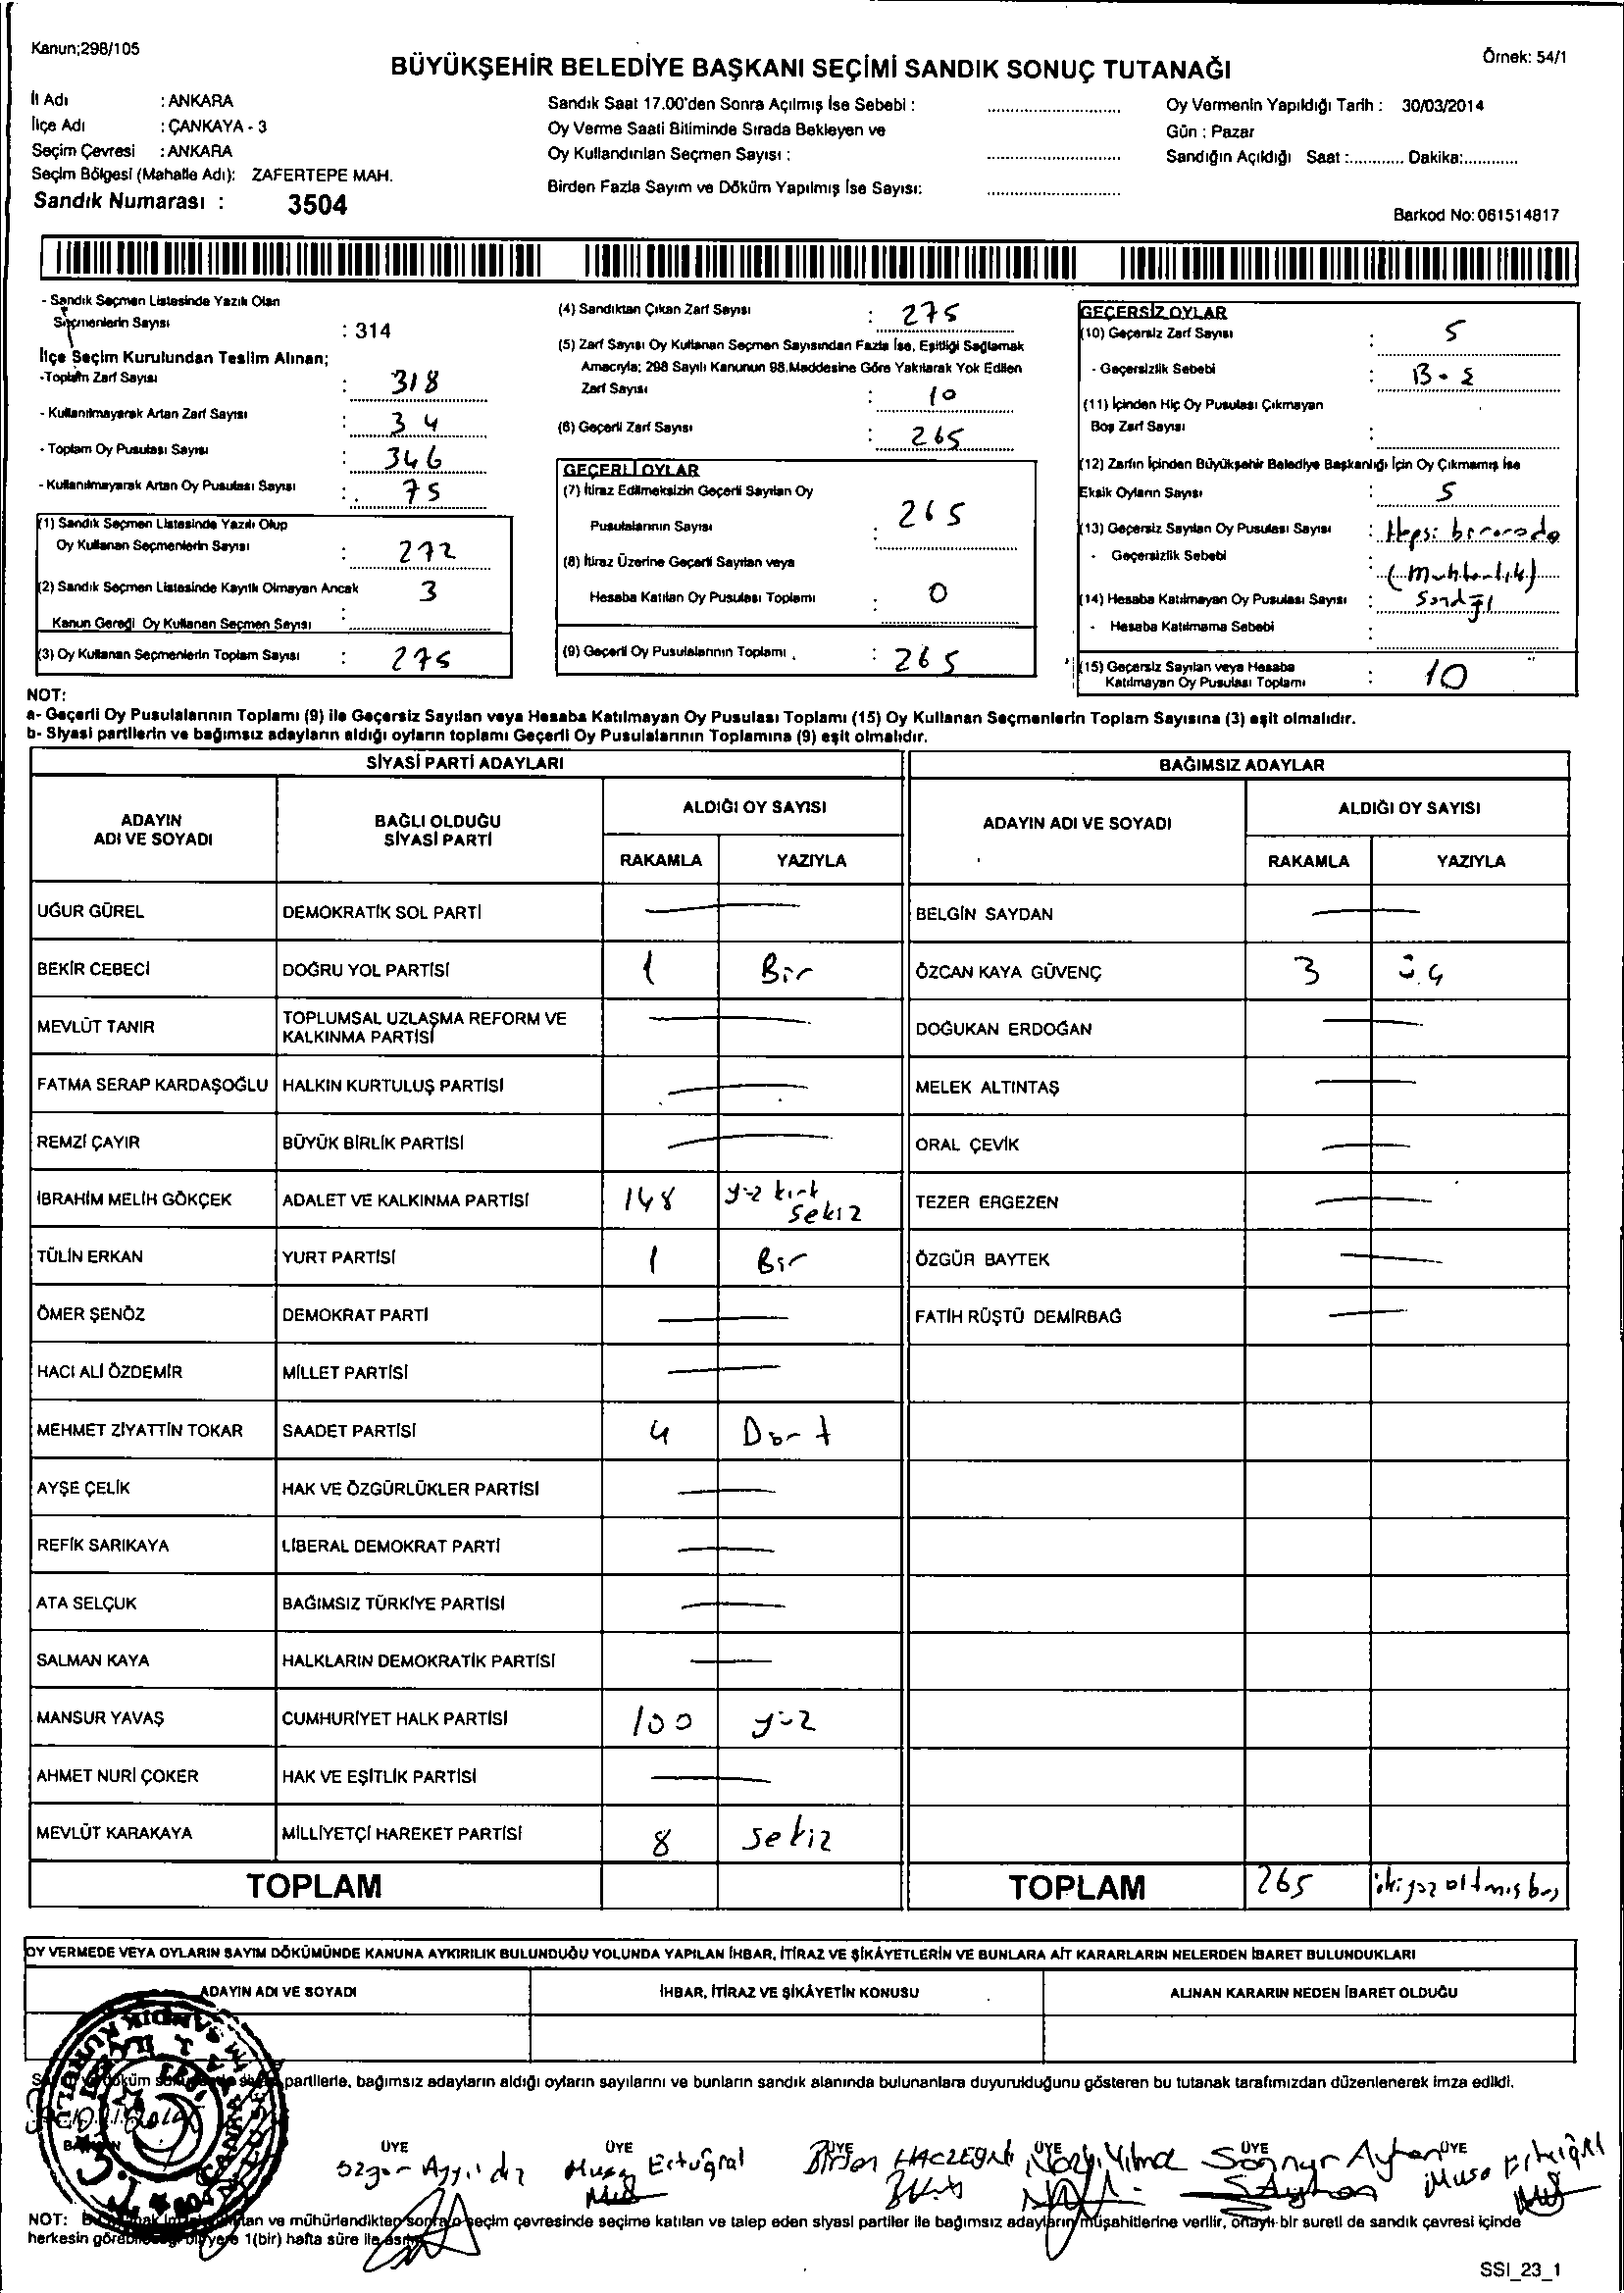 Kanun;298/105
BÜYÜKŞEHİR BELEDİYE BAŞKANI SEÇİMİ SANDIK SONUÇ TUTANAĞI
Örnek: 54/1
İl Adı : ANKARA
İlçe Adı : ÇANKAYA - 3
Seçim Çevresi : ANKARA
Seçim Bölgesi (Mahalle Adı): ZAFERTEPE MAH.
Sandık Numarası : 3504
Sandık Saat 17.00'den Sonra Açılmış İse Sebebi :
Oy Verme Saati Bitiminde Sırada Bekleyen ve
Oy Kullandırılan Seçmen Sayısı :
Birden Fazla Sayım ve Döküm Yapılmış İse Sayısı:
Oy Vermenin Yapıldığı Tarih : 30/03/2014
Gün : Pazar
Sandığın Açıldığı Saat :............ Dakika:............
Barkod No: 061514817
- Sandık Seçmen Listesinde Yazılı Olan
Seçmenlerin Sayısı : 314
İlçe Seçim Kurulundan Teslim Alınan;
-Toplam Zarf Sayısı : 318
- Kullanılmayarak Artan Zarf Sayısı : 34
- Toplam Oy Pusulası Sayısı : 346
- Kullanılmayarak Artan Oy Pusulası Sayısı : 75
(1) Sandık Seçmen Listesinde Yazılı Olup
Oy Kullanan Seçmenlerin Sayısı : 272
(2) Sandık Seçmen Listesinde Kayıtlı Olmayan Ancak 3
Kanun Gereği Oy Kullanan Seçmen Sayısı :
(3) Oy Kullanan Seçmenlerin Toplam Sayısı : 275
(4) Sandıktan Çıkan Zarf Sayısı : 275
(5) Zarf Sayısı Oy Kullanan Seçmen Sayısından Fazla İse, Eşitliği Sağlamak
Amacıyla; 298 Sayılı Kanunun 98.Maddesine Göre Yakılarak Yok Edilen
Zarf Sayısı : 10
(6) Geçerli Zarf Sayısı : 265
GEÇERLİ OYLAR
(7) İtiraz Edilmeksizin Geçerli Sayılan Oy
Pusulalarının Sayısı : 265
(8) İtiraz Üzerine Geçerli Sayılan veya
Hesaba Katılan Oy Pusulası Toplamı : 0
(9) Geçerli Oy Pusulalarının Toplamı : 265
GEÇERSİZ OYLAR
(10) Geçersiz Zarf Sayısı : 5
- Geçersizlik Sebebi :
(11) İçinden Hiç Oy Pusulası Çıkmayan
Boş Zarf Sayısı :
(12) Zarfın İçinden Büyükşehir Belediye Başkanlığı İçin Oy Çıkmamış İse
Eksik Oyların Sayısı : 5
(13) Geçersiz Sayılan Oy Pusulası Sayısı : Hepsi bir arada
- Geçersizlik Sebebi : (Muhtarlık)
(14) Hesaba Katılmayan Oy Pusulası Sayısı : Sandığı
- Hesaba Katılmama Sebebi :
(15) Geçersiz Sayılan veya Hesaba
Katılmayan Oy Pusulası Toplamı : 10
NOT:
a- Geçerli Oy Pusulalarının Toplamı (9) ile Geçersiz Sayılan veya Hesaba Katılmayan Oy Pusulası Toplamı (15) Oy Kullanan Seçmenlerin Toplam Sayısına (3) eşit olmalıdır.
b- Siyasi partilerin ve bağımsız adayların aldığı oyların toplamı Geçerli Oy Pusulalarının Toplamına (9) eşit olmalıdır.
SİYASİ PARTİ ADAYLARI
BAĞIMSIZ ADAYLAR
ADAYIN ADI VE SOYADI
BAĞLI OLDUĞU SİYASİ PARTİ
ALDIĞI OY SAYISI
RAKAMLA YAZIYLA
ADAYIN ADI VE SOYADI
ALDIĞI OY SAYISI
RAKAMLA YAZIYLA
UĞUR GÜREL DEMOKRATİK SOL PARTİ — BELGİN SAYDAN —
BEKİR CEBECİ DOĞRU YOL PARTİSİ 1 Bir ÖZCAN KAYA GÜVENÇ 3 üç
MEVLÜT TANIR TOPLUMSAL UZLAŞMA REFORM VE KALKINMA PARTİSİ — DOĞUKAN ERDOĞAN —
FATMA SERAP KARDAŞOĞLU HALKIN KURTULUŞ PARTİSİ — MELEK ALTINTAŞ —
REMZİ ÇAYIR BÜYÜK BİRLİK PARTİSİ — ORAL ÇEVİK —
İBRAHİM MELİH GÖKÇEK ADALET VE KALKINMA PARTİSİ 148 yüz kırk sekiz TEZER ERGEZEN —
TÜLİN ERKAN YURT PARTİSİ 1 Bir ÖZGÜR BAYTEK —
ÖMER ŞENÖZ DEMOKRAT PARTİ — FATİH RÜŞTÜ DEMİRBAĞ —
HACI ALİ ÖZDEMİR MİLLET PARTİSİ —
MEHMET ZİYATTİN TOKAR SAADET PARTİSİ 4 Dört
AYŞE ÇELİK HAK VE ÖZGÜRLÜKLER PARTİSİ —
REFİK SARIKAYA LİBERAL DEMOKRAT PARTİ —
ATA SELÇUK BAĞIMSIZ TÜRKİYE PARTİSİ —
SALMAN KAYA HALKLARIN DEMOKRATİK PARTİSİ —
MANSUR YAVAŞ CUMHURİYET HALK PARTİSİ 100 yüz
AHMET NURİ ÇOKER HAK VE EŞİTLİK PARTİSİ —
MEVLÜT KARAKAYA MİLLİYETÇİ HAREKET PARTİSİ 8 sekiz
TOPLAM TOPLAM 265 ikiyüz altmış beş
OY VERMEDE VEYA OYLARIN SAYIM DÖKÜMÜNDE KANUNA AYKIRILIK BULUNDUĞU YOLUNDA YAPILAN İHBAR, İTİRAZ VE ŞİKÂYETLERİN VE BUNLARA AİT KARARLARIN NELERDEN İBARET BULUNDUKLARI
ADAYIN ADI VE SOYADI İHBAR, İTİRAZ VE ŞİKÂYETİN KONUSU ALINAN KARARIN NEDEN İBARET OLDUĞU
partilerle, bağımsız adayların aldığı oyların sayılarını ve bunların sandık alanında bulunanlara duyurulduğunu gösteren bu tutanak tarafımızdan düzenlenerek imza edildi.
ÜYE ÜYE ÜYE ÜYE ÜYE ÜYE
Özgür Ayyıldız Musa Ertuğral Yılmaz Ayhan Musa Ertuğral
NOT: ve mühürlendikten sonra o seçim çevresinde seçime katılan ve talep eden siyasi partiler ile bağımsız adayların müşahitlerine verilir, onaylı bir sureti de sandık çevresi içinde
herkesin görebileceği bir yere 1(bir) hafta süre ile asılır.
SSI_23_1